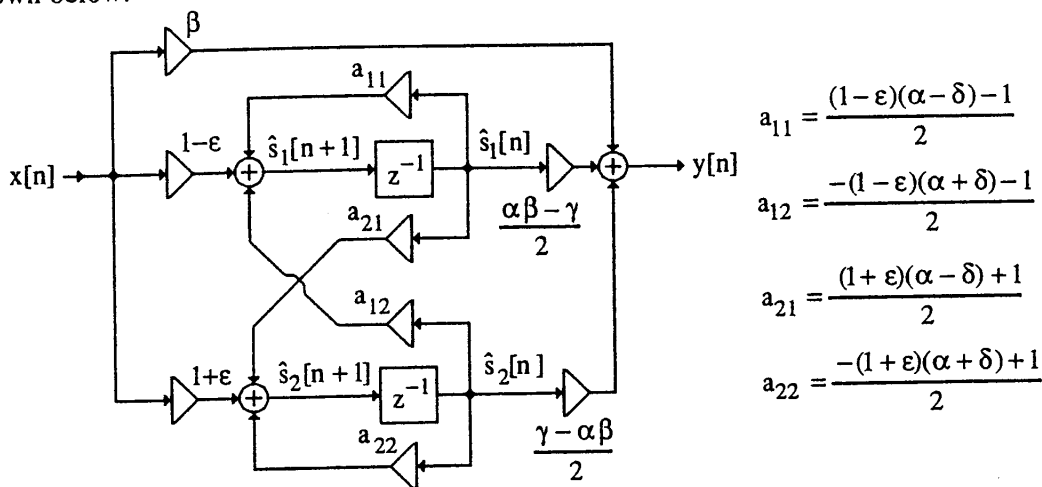 own below.
β
a₁₁
1−ε
ŝ₁[n+1]
z⁻¹
ŝ₁[n]
x[n]
y[n]
a₂₁
(αβ − γ)/2
a₁₂
1+ε
ŝ₂[n+1]
z⁻¹
ŝ₂[n]
a₂₂
(γ − αβ)/2
a₁₁ = ((1−ε)(α−δ)−1)/2
a₁₂ = (−(1−ε)(α+δ)−1)/2
a₂₁ = ((1+ε)(α−δ)+1)/2
a₂₂ = (−(1+ε)(α+δ)+1)/2